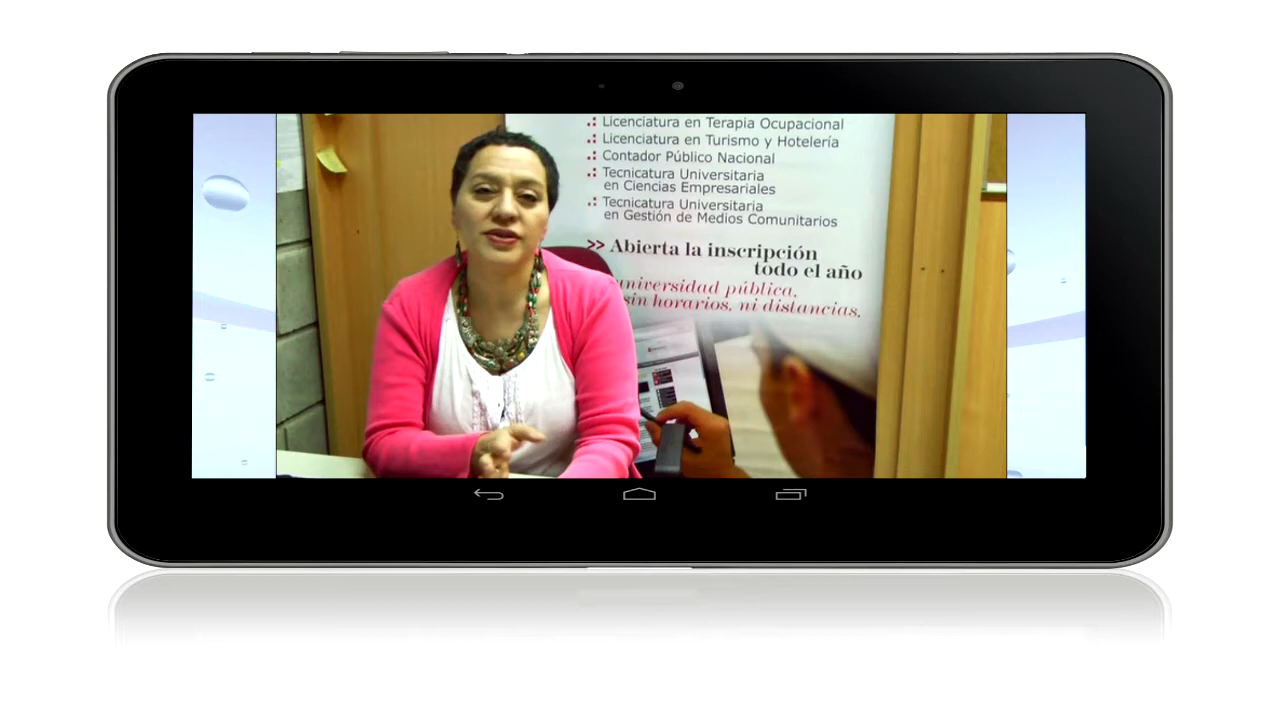 .: Licenciatura en Terapia Ocupacional
.: Licenciatura en Turismo y Hotelería
.: Contador Público Nacional
.: Tecnicatura Universitaria
en Ciencias Empresariales
.: Tecnicatura Universitaria
en Gestión de Medios Comunitarios
>> Abierta la inscripción
todo el año
universidad pública,
sin horarios, ni distancias.